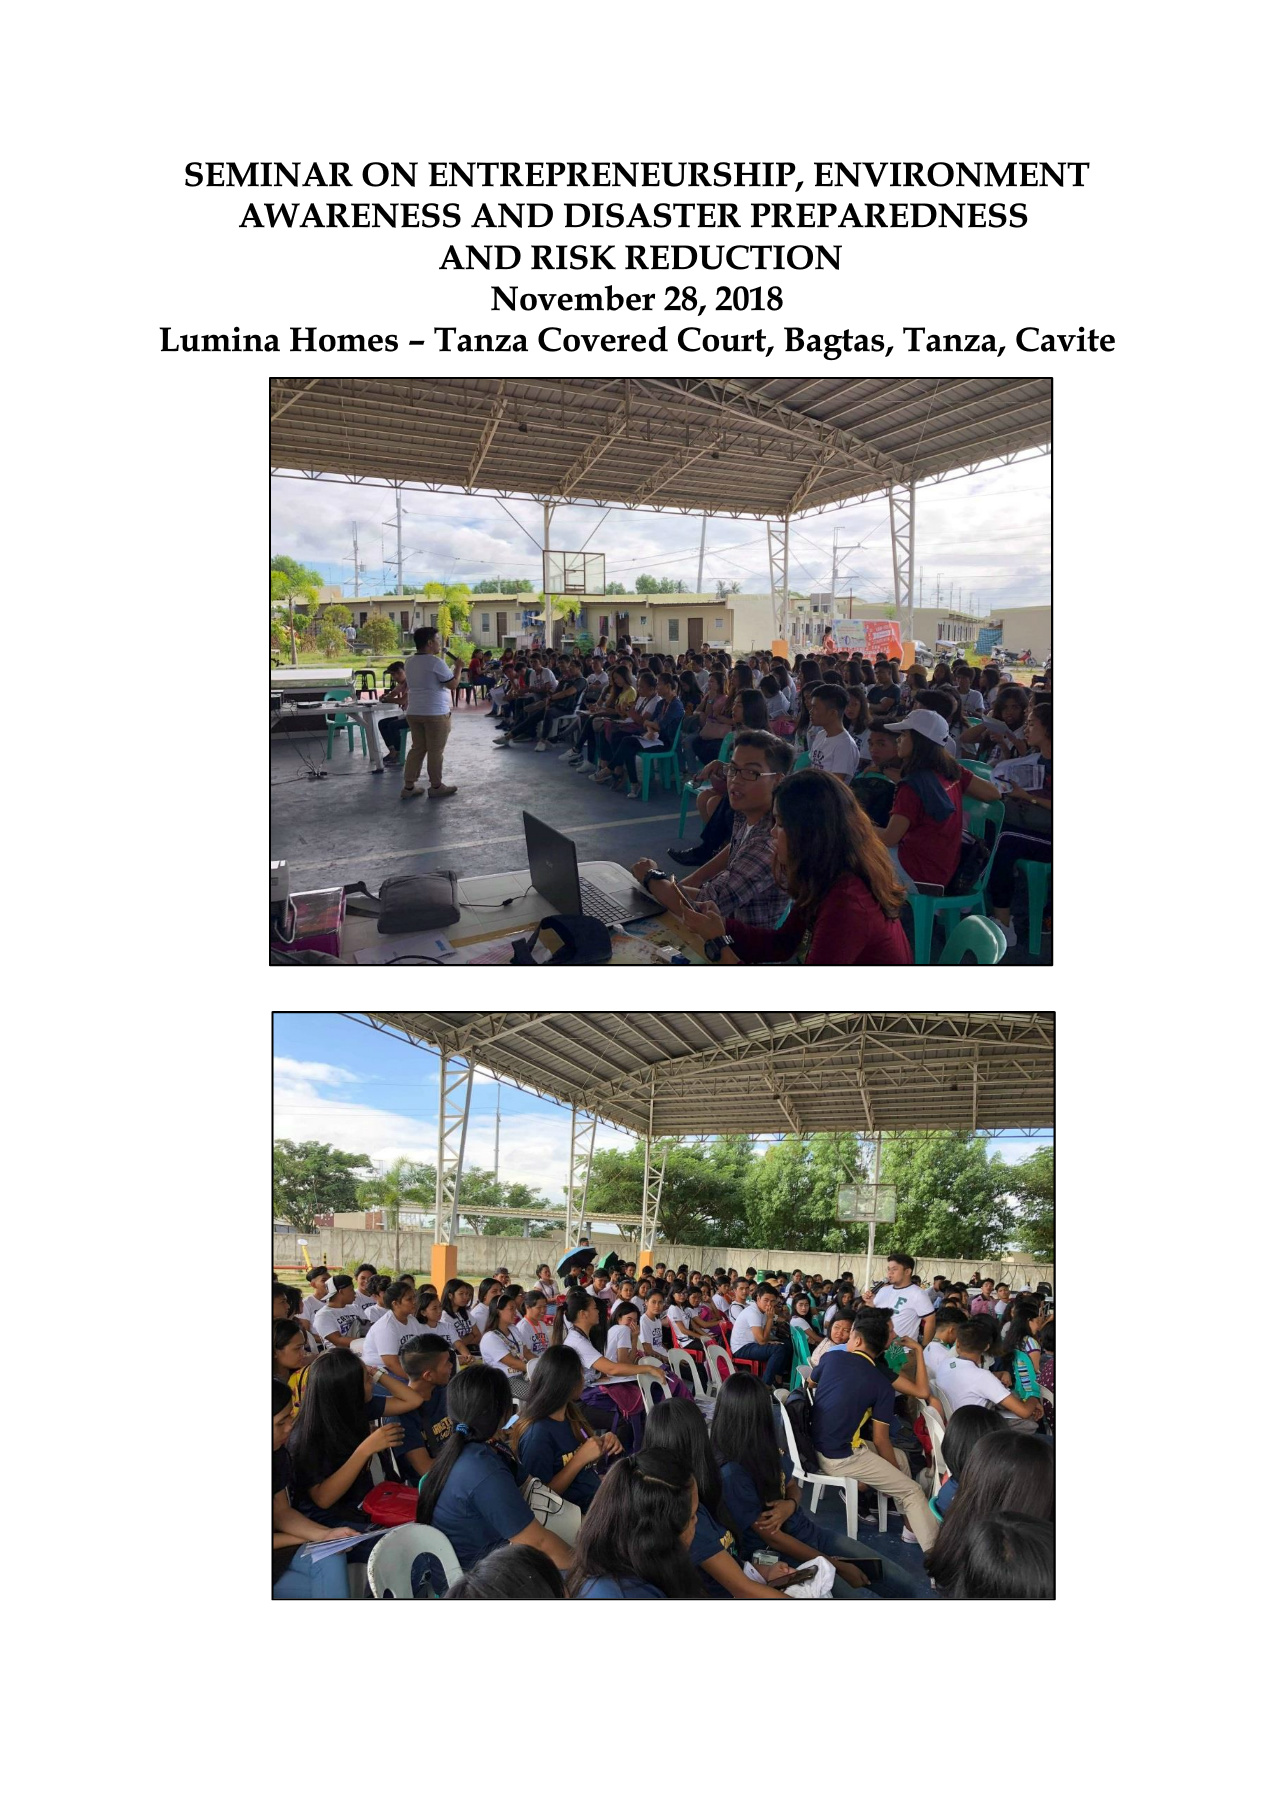 SEMINAR ON ENTREPRENEURSHIP, ENVIRONMENT
AWARENESS AND DISASTER PREPAREDNESS
AND RISK REDUCTION
November 28, 2018
Lumina Homes – Tanza Covered Court, Bagtas, Tanza, Cavite
F